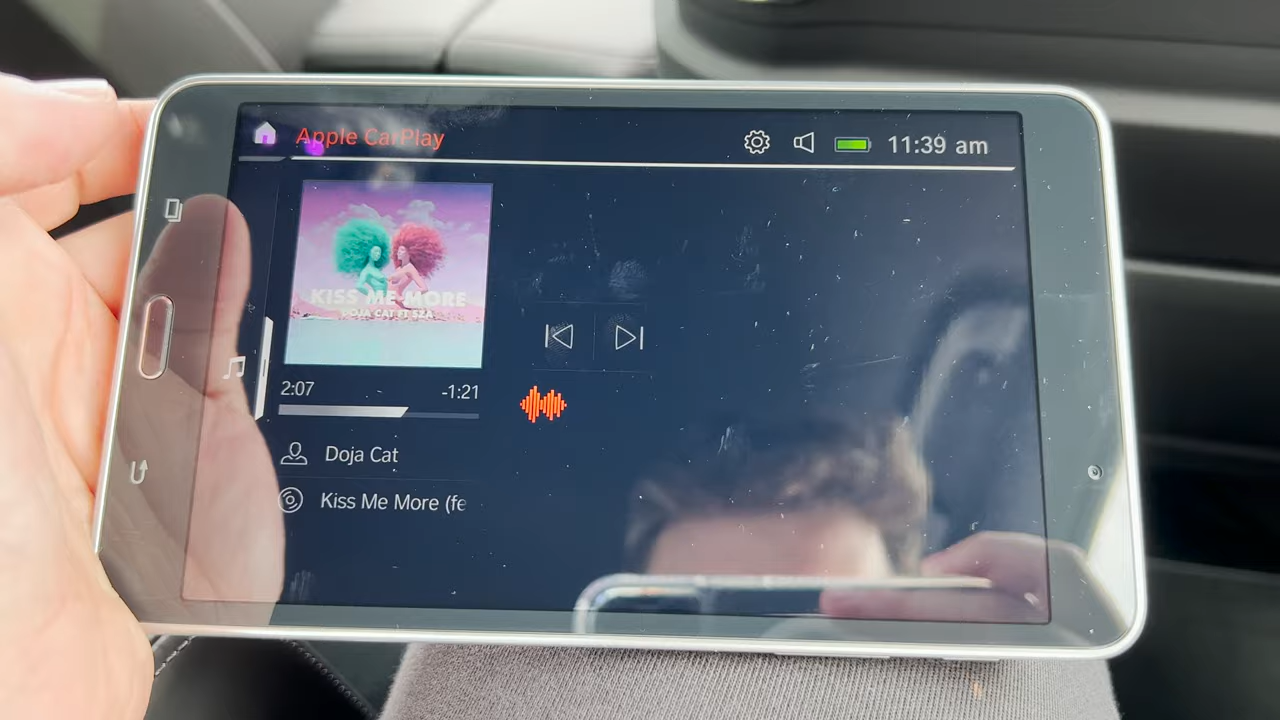 Apple CarPlay
11:39 am
KISS ME MORE
DOJA CAT FT SZA
2:07
-1:21
Doja Cat
Kiss Me More (fe